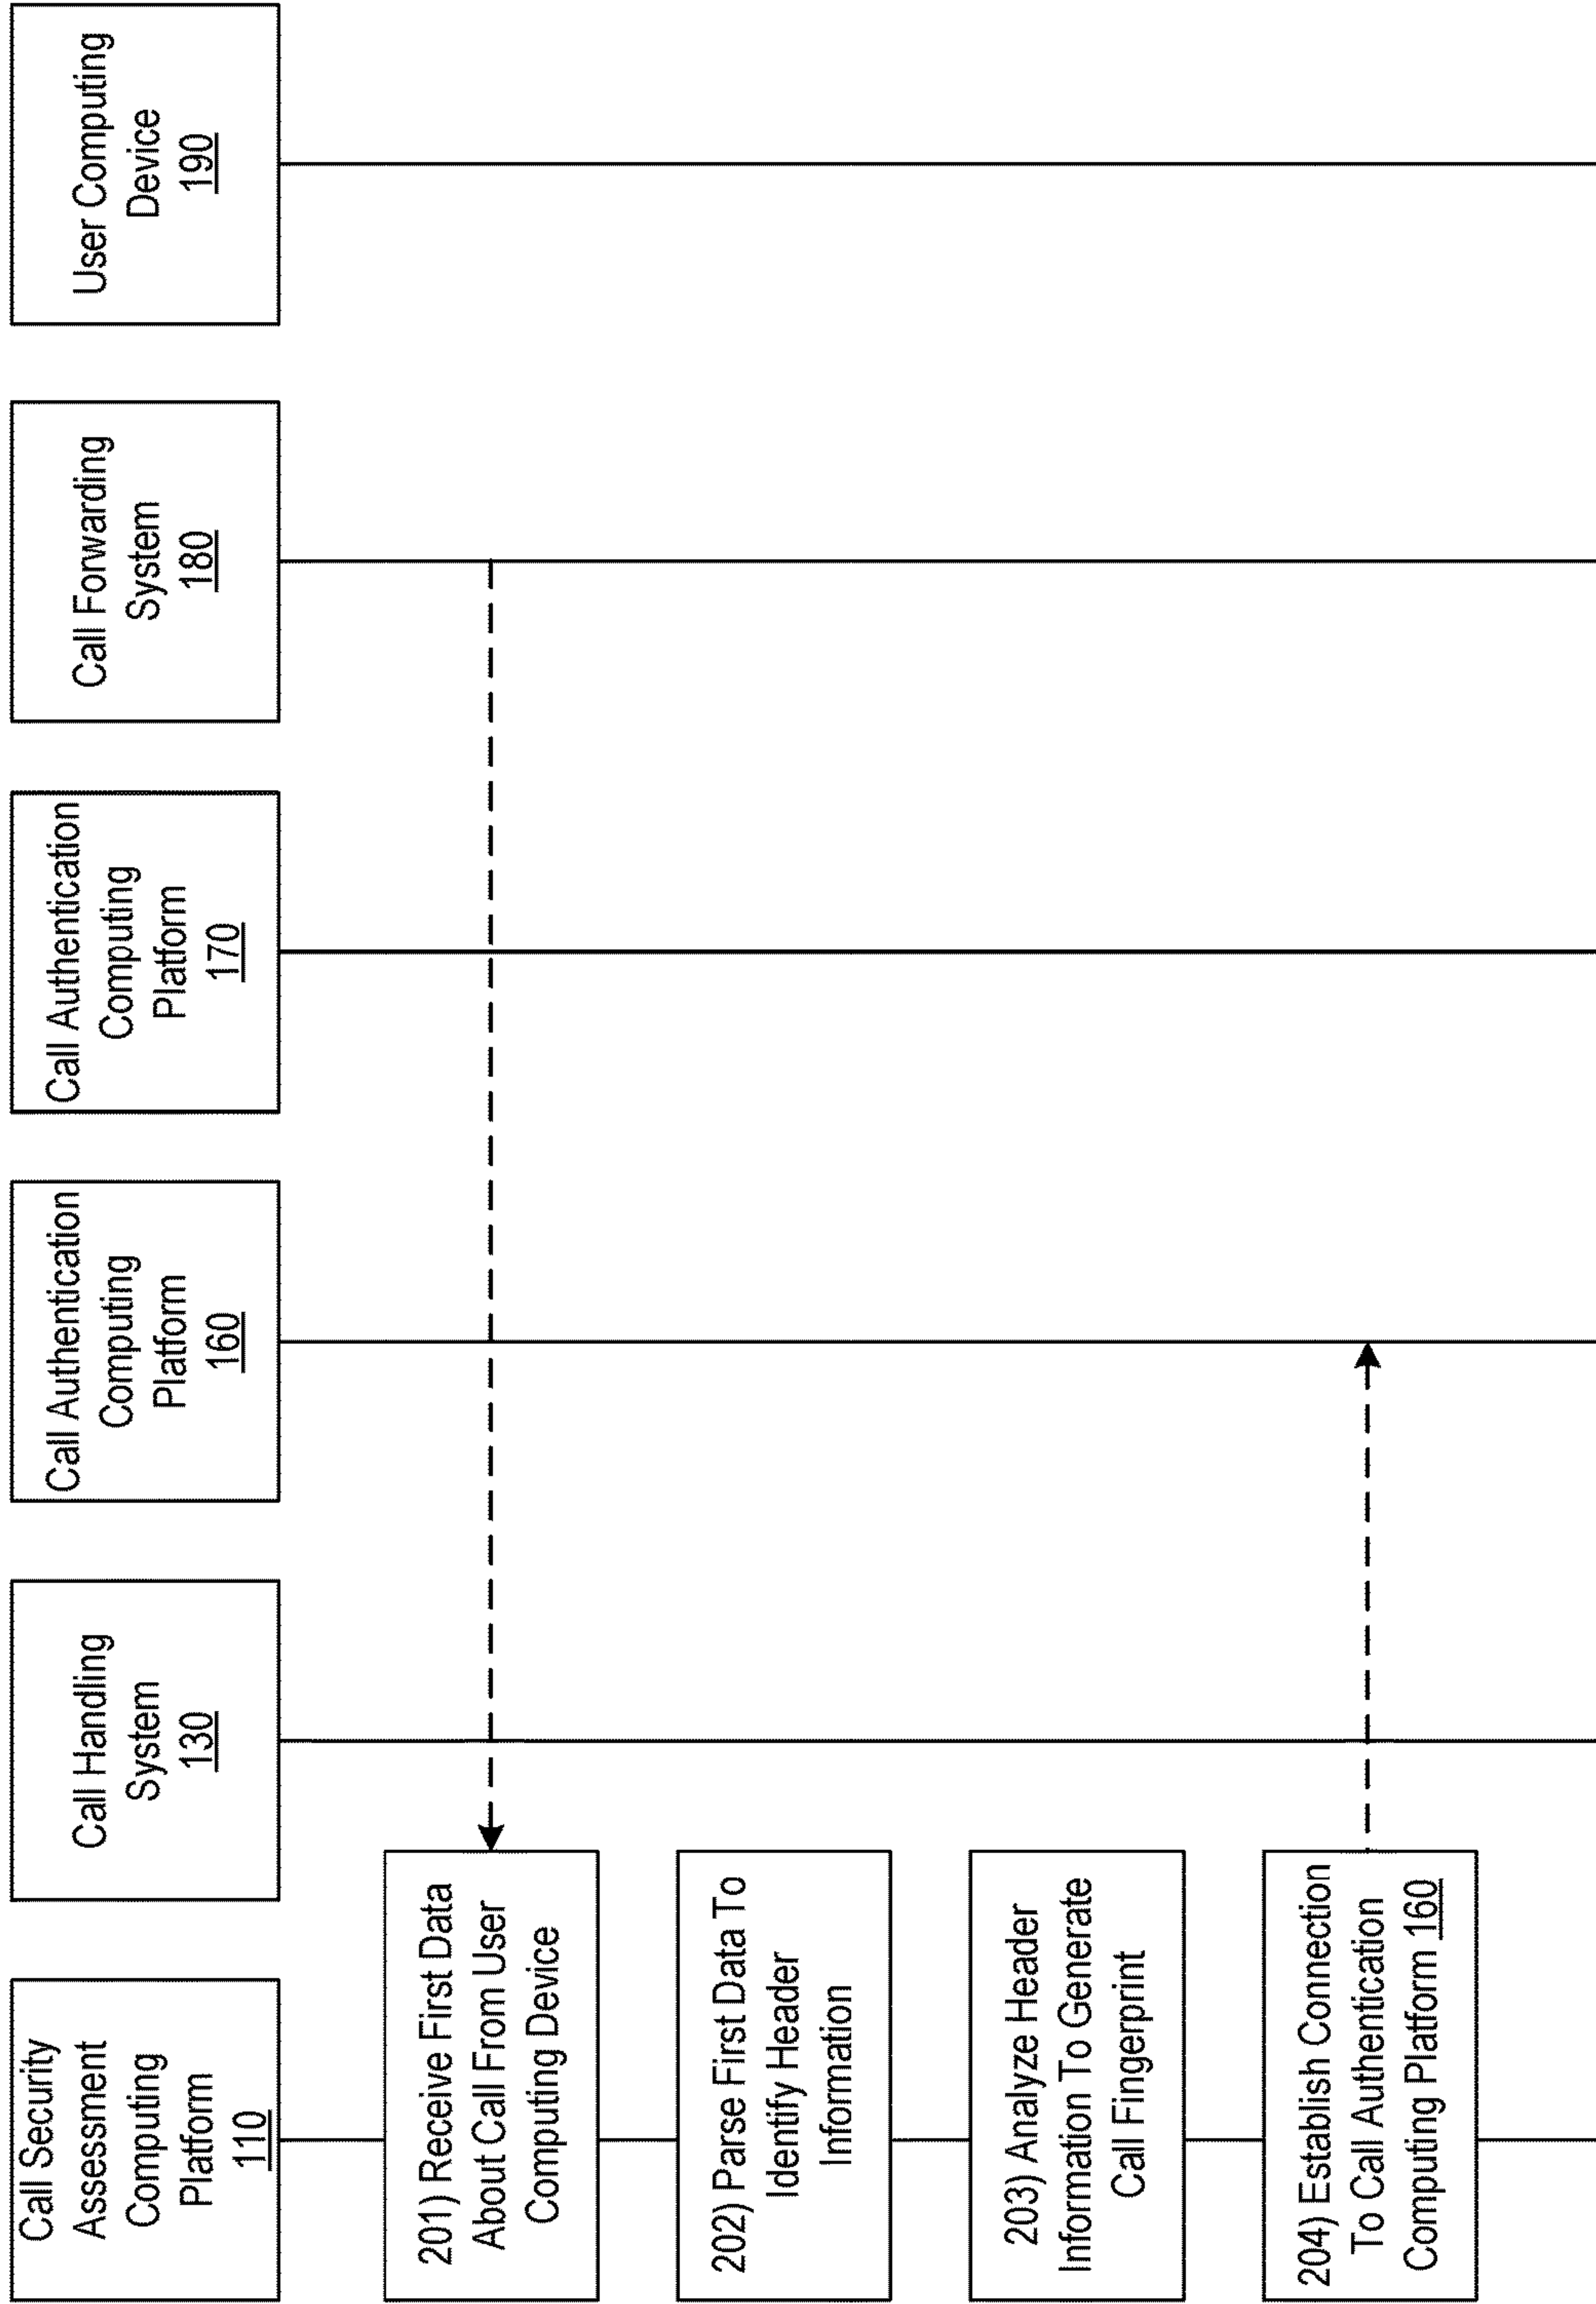 Call Security
Assessment
Computing
Platform
110
Call Handling
System
130
Call Authentication
Computing
Platform
160
Call Authentication
Computing
Platform
170
Call Forwarding
System
180
User Computing
Device
190
201) Receive First Data
About Call From User
Computing Device
202) Parse First Data To
Identify Header
Information
203) Analyze Header
Information To Generate
Call Fingerprint
204) Establish Connection
To Call Authentication
Computing Platform 160